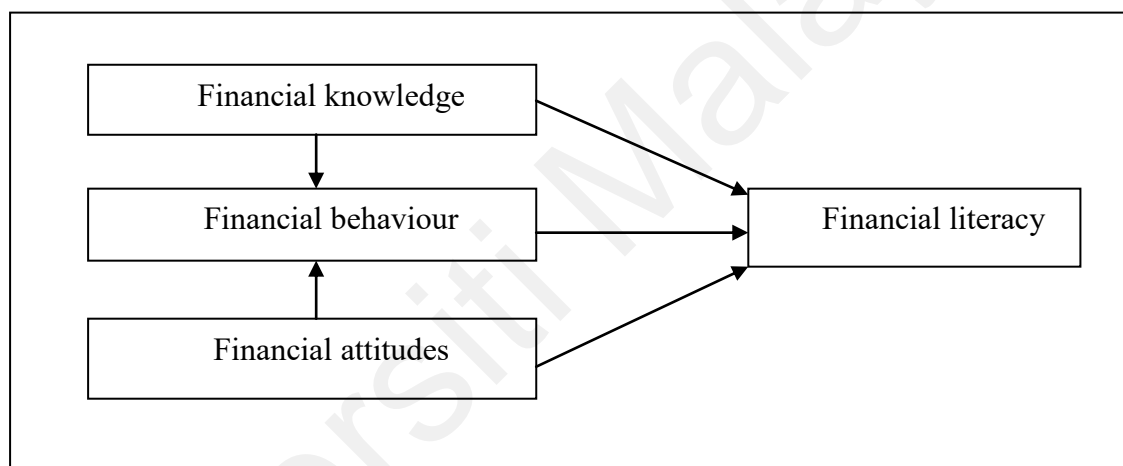 Financial knowledge
Financial behaviour
Financial literacy
Financial attitudes